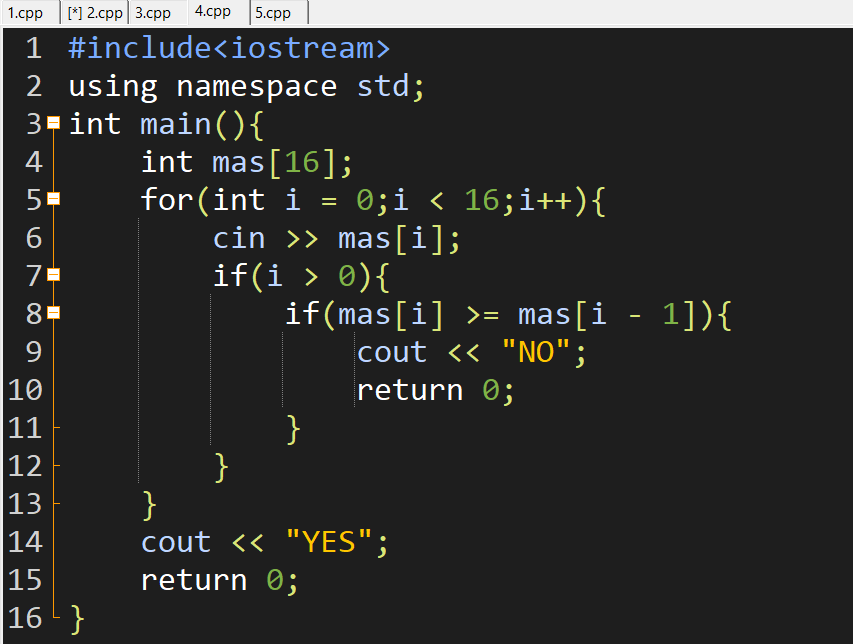 1.cpp [*] 2.cpp 3.cpp 4.cpp 5.cpp
1 #include<iostream>
2 using namespace std;
3 int main(){
4     int mas[16];
5     for(int i = 0;i < 16;i++){
6         cin >> mas[i];
7         if(i > 0){
8             if(mas[i] >= mas[i - 1]){
9                 cout << "NO";
10                 return 0;
11             }
12         }
13     }
14     cout << "YES";
15     return 0;
16 }